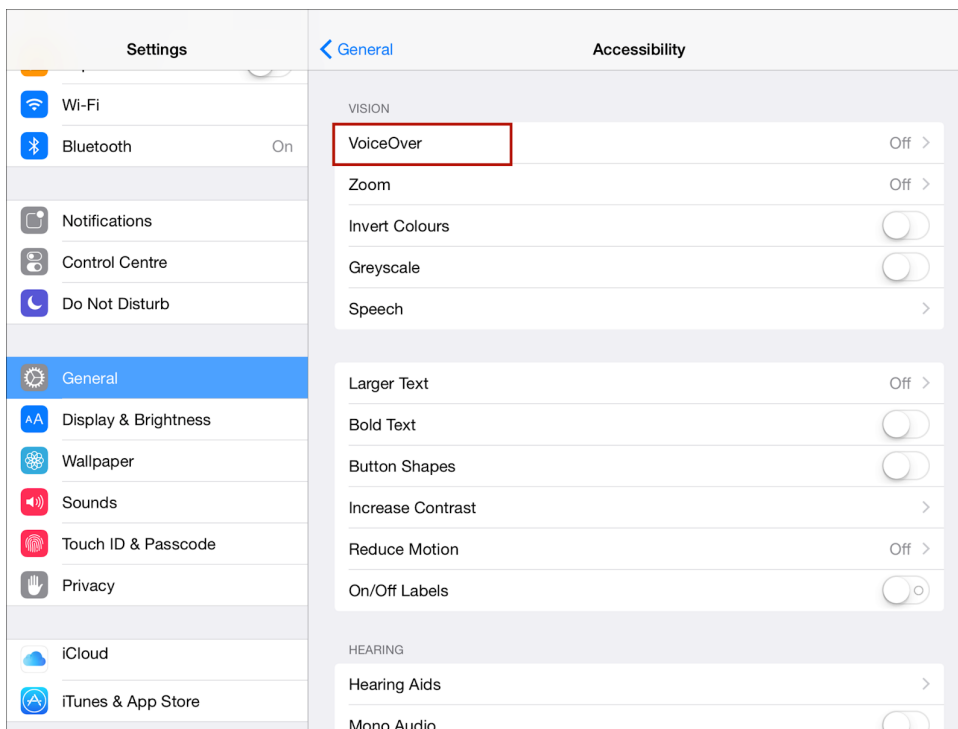 Settings
Wi-Fi
Bluetooth On
Notifications
Control Centre
Do Not Disturb
General
AA Display & Brightness
Wallpaper
Sounds
Touch ID & Passcode
Privacy
iCloud
iTunes & App Store
General Accessibility
VISION
VoiceOver Off
Zoom Off
Invert Colours
Greyscale
Speech
Larger Text Off
Bold Text
Button Shapes
Increase Contrast
Reduce Motion Off
On/Off Labels
HEARING
Hearing Aids
Mono Audio